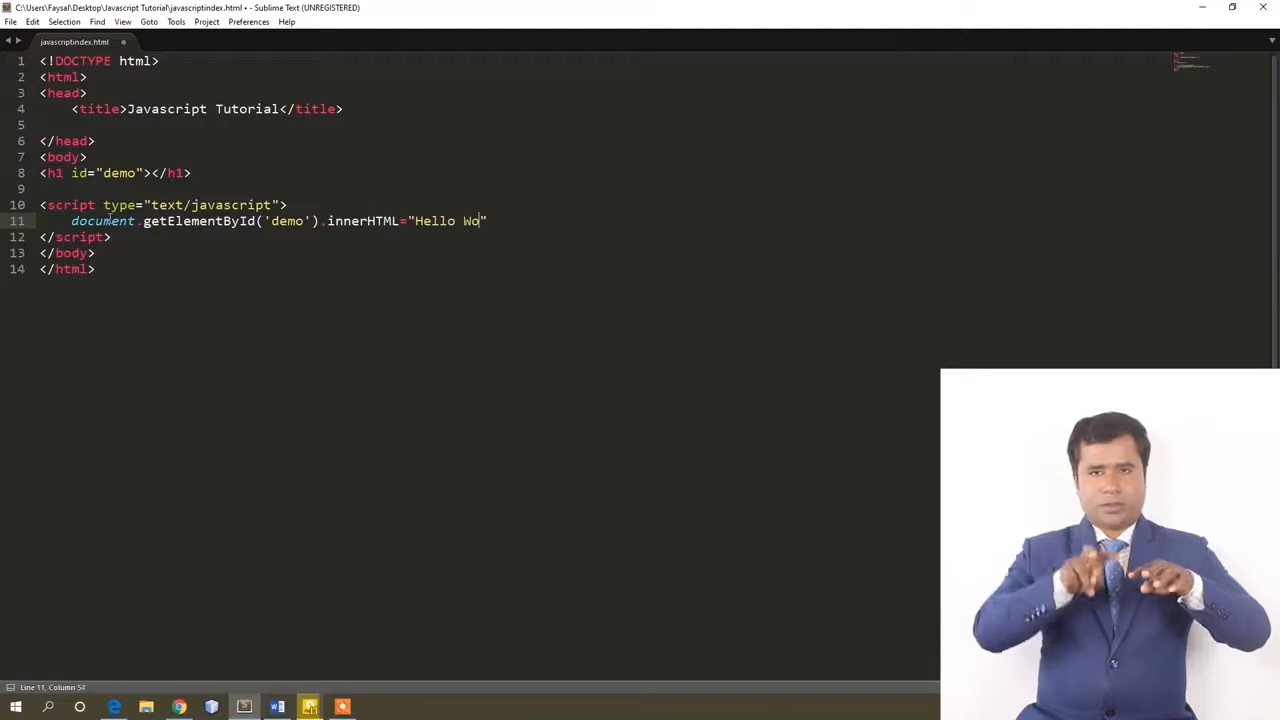 C:\Users\Faysal\Desktop\Javascript Tutorial\javascriptindex.html • - Sublime Text (UNREGISTERED)
File Edit Selection Find View Goto Tools Project Preferences Help
javascriptindex.html
1 <!DOCTYPE html>
2 <html>
3 <head>
4 <title>Javascript Tutorial</title>
5
6 </head>
7 <body>
8 <h1 id="demo"></h1>
9
10 <script type="text/javascript">
11 document.getElementById('demo').innerHTML="Hello Wo"
12 </script>
13 </body>
14 </html>
Line 11, Column 54